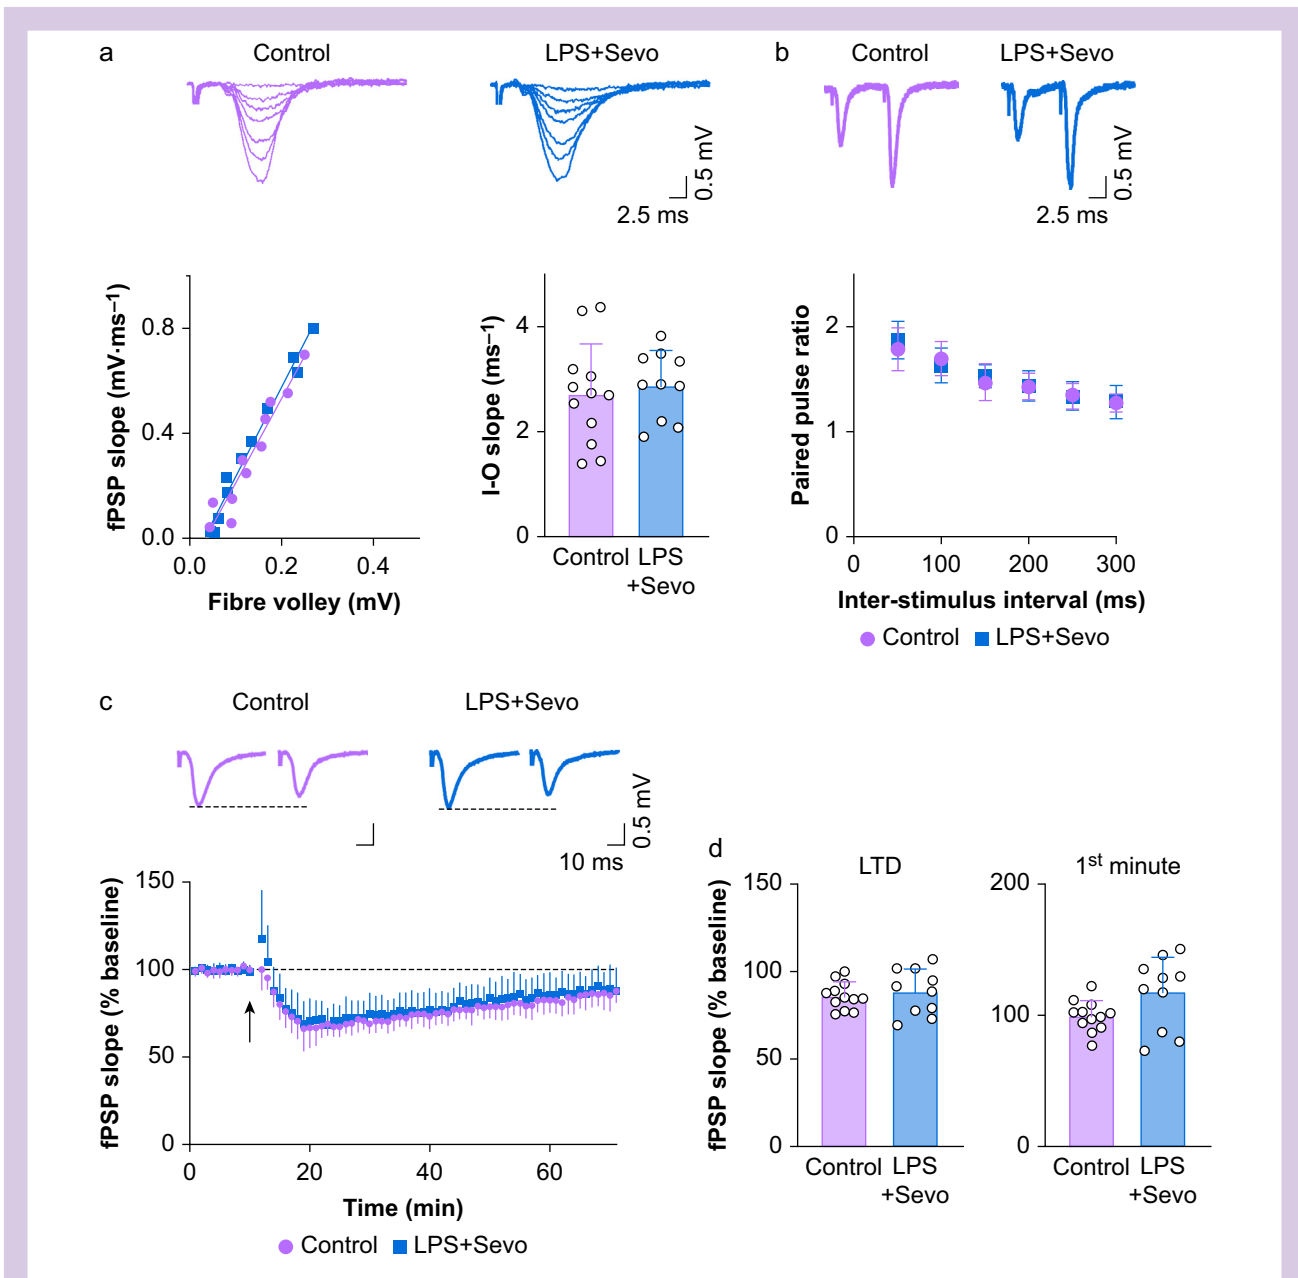 a
Control
LPS+Sevo
0.5 mV
2.5 ms
b
Control
LPS+Sevo
0.5 mV
2.5 ms
fPSP slope (mV·ms⁻¹)
0.8
0.4
0.0
0.0 0.2 0.4
Fibre volley (mV)
I-O slope (ms⁻¹)
4
2
0
Control LPS
+Sevo
Paired pulse ratio
2
1
0
0 100 200 300
Inter-stimulus interval (ms)
Control LPS+Sevo
c
Control
LPS+Sevo
0.5 mV
10 ms
fPSP slope (% baseline)
150
100
50
0
0 20 40 60
Time (min)
Control LPS+Sevo
d
LTD
fPSP slope (% baseline)
150
100
50
0
Control LPS
+Sevo
1st minute
200
100
0
Control LPS
+Sevo